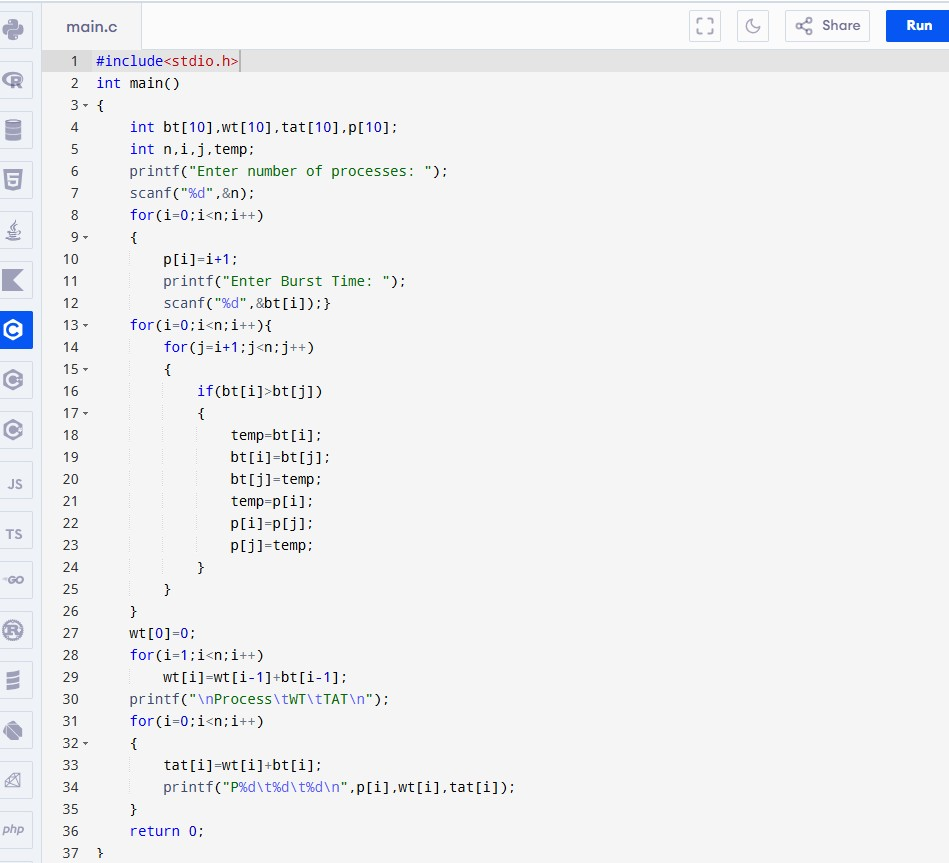 main.c
Share
Run
1 #include<stdio.h>
2 int main()
3 {
4     int bt[10],wt[10],tat[10],p[10];
5     int n,i,j,temp;
6     printf("Enter number of processes: ");
7     scanf("%d",&n);
8     for(i=0;i<n;i++)
9     {
10         p[i]=i+1;
11         printf("Enter Burst Time: ");
12         scanf("%d",&bt[i]);}
13     for(i=0;i<n;i++){
14         for(j=i+1;j<n;j++)
15         {
16             if(bt[i]>bt[j])
17             {
18                 temp=bt[i];
19                 bt[i]=bt[j];
20                 bt[j]=temp;
21                 temp=p[i];
22                 p[i]=p[j];
23                 p[j]=temp;
24             }
25         }
26     }
27     wt[0]=0;
28     for(i=1;i<n;i++)
29         wt[i]=wt[i-1]+bt[i-1];
30     printf("\nProcess\tWT\tTAT\n");
31     for(i=0;i<n;i++)
32     {
33         tat[i]=wt[i]+bt[i];
34         printf("P%d\t%d\t%d\n",p[i],wt[i],tat[i]);
35     }
36     return 0;
37 }
R
5
C
C
C
JS
TS
GO
R
php